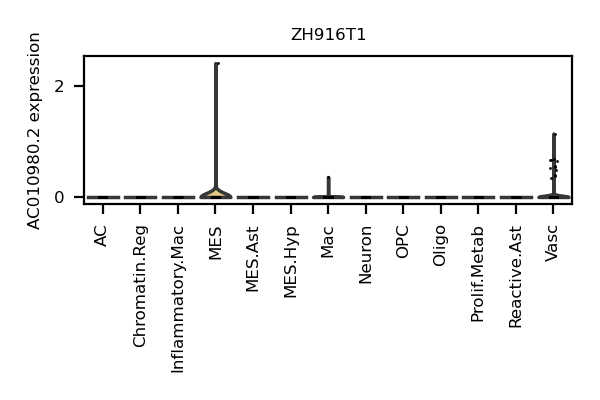 ZH916T1
AC010980.2 expression
2
0
AC
Chromatin.Reg
Inflammatory.Mac
MES
MES.Ast
MES.Hyp
Mac
Neuron
OPC
Oligo
Prolif.Metab
Reactive.Ast
Vasc